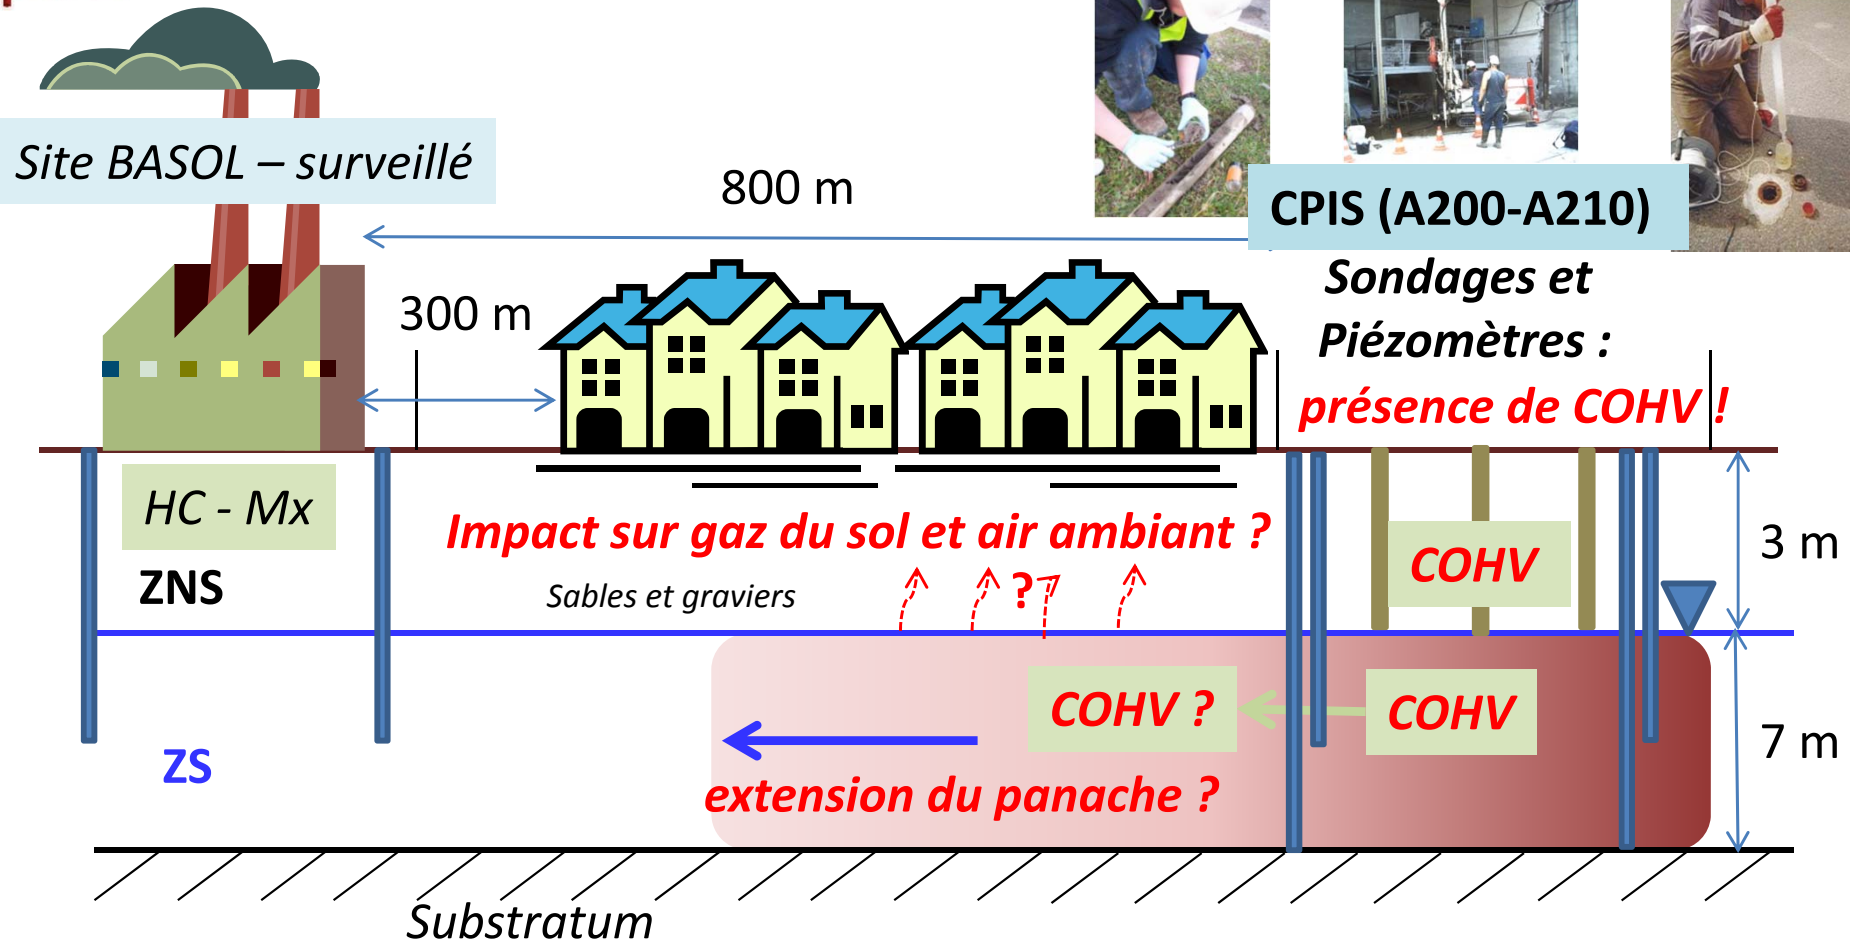 Site BASOL – surveillé
800 m
CPIS (A200-A210)
300 m
Sondages et
Piézomètres :
présence de COHV !
HC - Mx
Impact sur gaz du sol et air ambiant ?
3 m
COHV
ZNS
Sables et graviers
?
COHV ?
COHV
7 m
ZS
extension du panache ?
Substratum